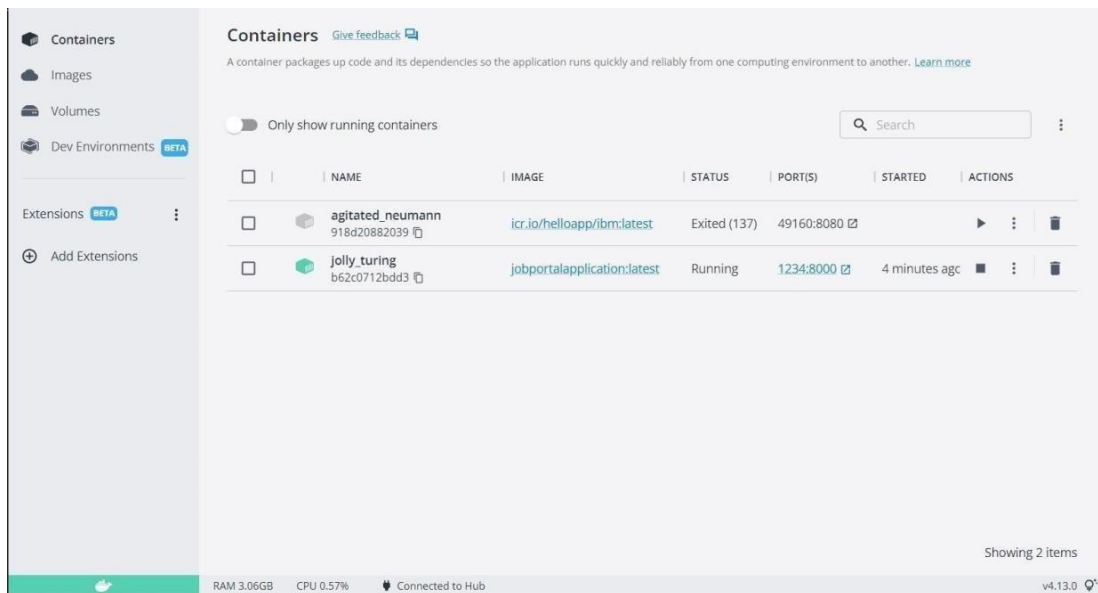 Containers
Images
Volumes
Dev Environments BETA
Extensions BETA
Add Extensions
Containers Give feedback
A container packages up code and its dependencies so the application runs quickly and reliably from one computing environment to another. Learn more
Only show running containers
Search
NAME IMAGE STATUS PORT(S) STARTED ACTIONS
agitated_neumann icr.io/helloapp/ibm:latest Exited (137) 49160:8080
918d20882039
jolly_turing jobportalapplication:latest Running 1234:8000 4 minutes agc
b62c0712bdd3
Showing 2 items
RAM 3.06GB CPU 0.57% Connected to Hub v4.13.0